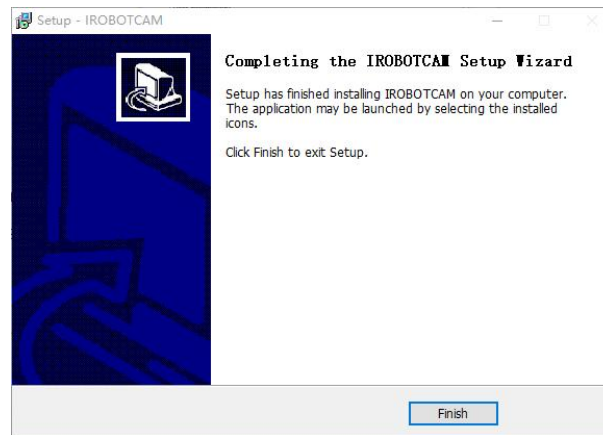 Setup - IROBOTCAM
Completing the IROBOTCAM Setup Wizard
Setup has finished installing IROBOTCAM on your computer.
The application may be launched by selecting the installed
icons.
Click Finish to exit Setup.
Finish